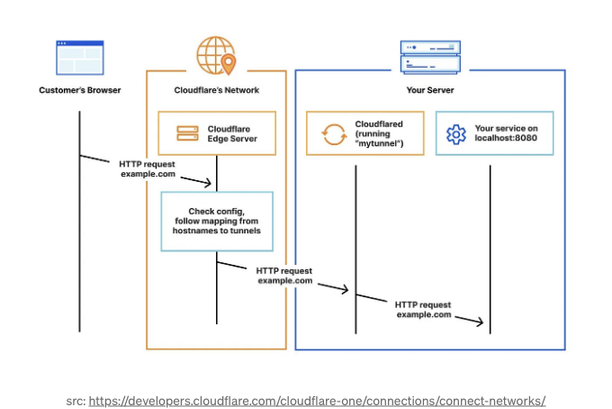 Customer's Browser
Cloudflare's Network
Your Server
Cloudflare
Edge Server
Cloudflared
(running
"mytunnel")
Your service on
localhost:8080
HTTP request
example.com
Check config,
follow mapping from
hostnames to tunnels
HTTP request
example.com
HTTP request
example.com
src: https://developers.cloudflare.com/cloudflare-one/connections/connect-networks/